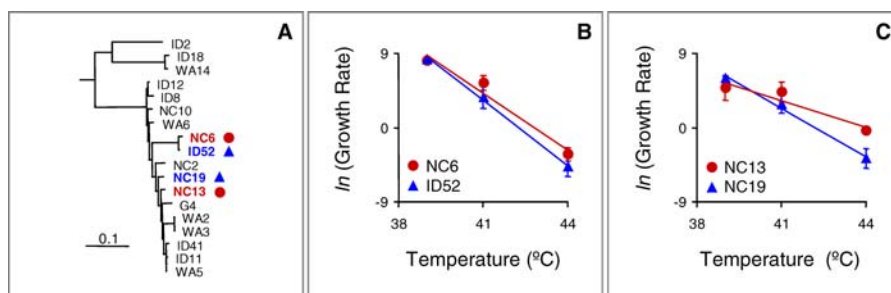 A
ID2
ID18
WA14
ID12
ID8
NC10
WA6
NC6
ID52
NC2
NC19
NC13
G4
WA2
WA3
ID41
ID11
WA5
0.1
B
ln (Growth Rate)
9
0
-9
NC6
ID52
38
41
44
Temperature (ºC)
C
ln (Growth Rate)
9
0
-9
NC13
NC19
38
41
44
Temperature (ºC)